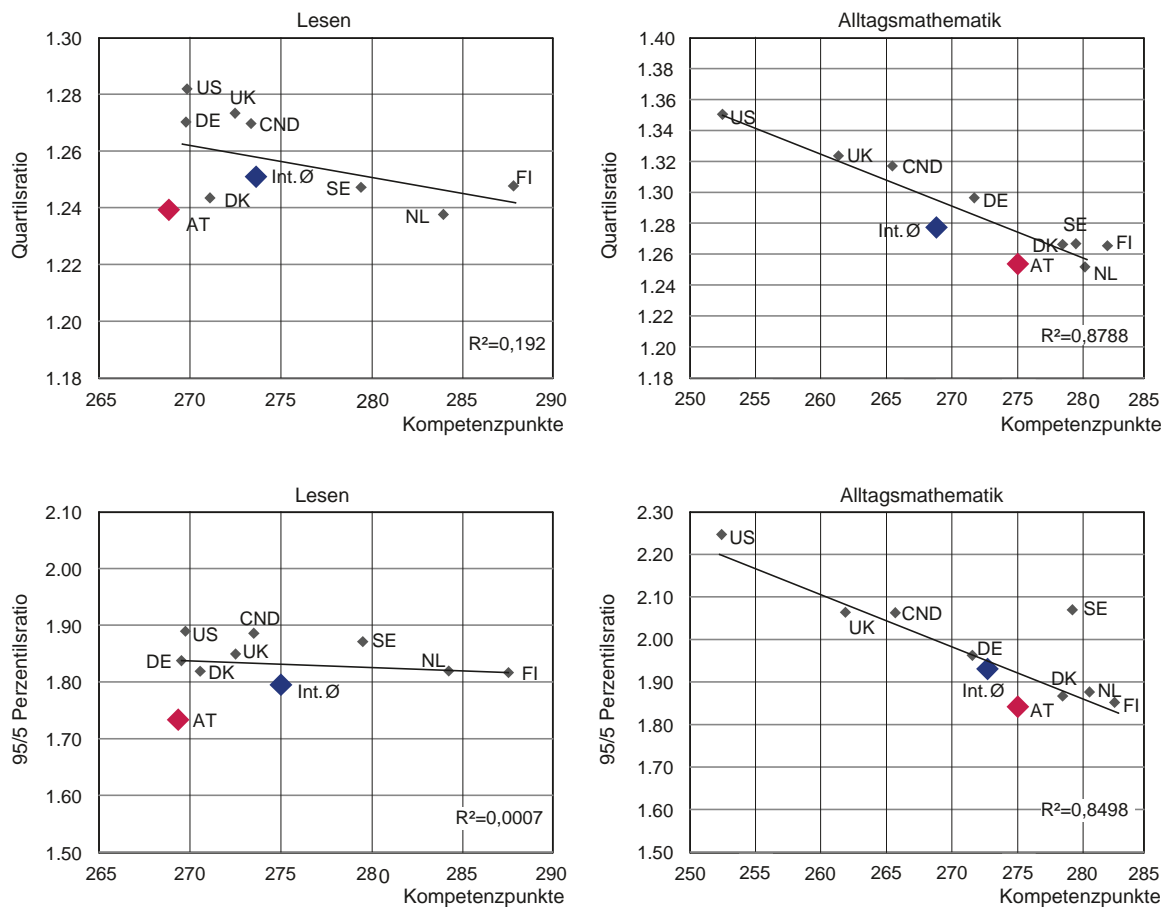 Lesen
Quartilsratio
1.30
1.28
1.26
1.24
1.22
1.20
1.18
US
UK
DE
CND
Int. Ø
FI
SE
DK
NL
AT
R²=0,192
265 270 275 280 285 290
Kompetenzpunkte
Alltagsmathematik
Quartilsratio
1.40
1.38
1.36
1.34
1.32
1.30
1.28
1.26
1.24
1.22
1.20
1.18
US
UK
CND
DE
Int. Ø
SE
DK
FI
AT
NL
R²=0,8788
250 255 260 265 270 275 280 285
Kompetenzpunkte
Lesen
95/5 Perzentilsratio
2.10
2.00
1.90
1.80
1.70
1.60
1.50
CND
US
SE
UK
DE
DK
NL
FI
Int. Ø
AT
R²=0,0007
265 270 275 280 285 290
Kompetenzpunkte
Alltagsmathematik
95/5 Perzentilsratio
2.30
2.20
2.10
2.00
1.90
1.80
1.70
1.60
1.50
US
UK
CND
SE
DE
Int. Ø
DK
NL
AT
FI
R²=0,8498
250 255 260 265 270 275 280 285
Kompetenzpunkte